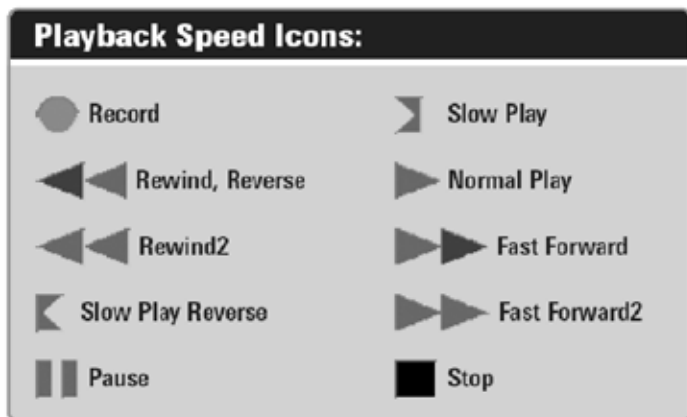 Playback Speed Icons:
Record
Rewind, Reverse
Rewind2
Slow Play Reverse
Pause
Slow Play
Normal Play
Fast Forward
Fast Forward2
Stop